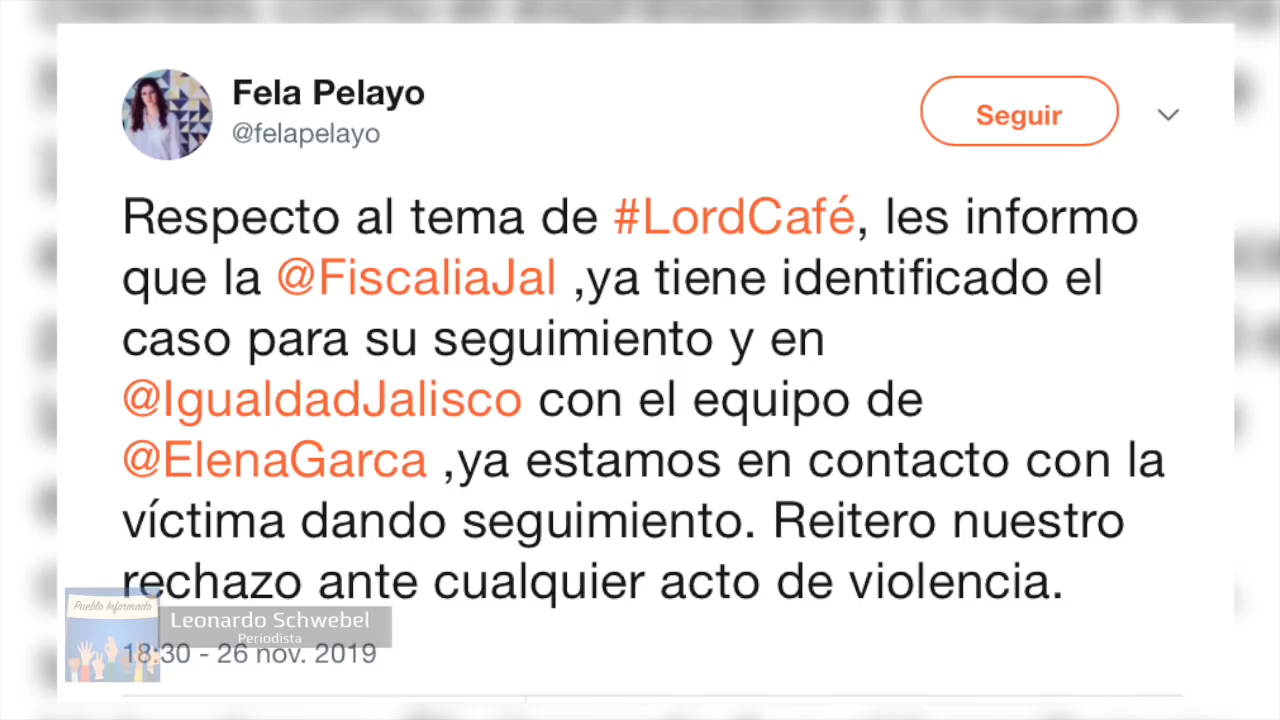 Fela Pelayo
@felapelayo
Seguir
Respecto al tema de #LordCafé, les informo
que la @FiscaliaJal ,ya tiene identificado el
caso para su seguimiento y en
@IgualdadJalisco con el equipo de
@ElenaGarca ,ya estamos en contacto con la
víctima dando seguimiento. Reitero nuestro
rechazo ante cualquier acto de violencia.
Pueblo Informado
Leonardo Schwebel
Periodista
18:30 - 26 nov. 2019